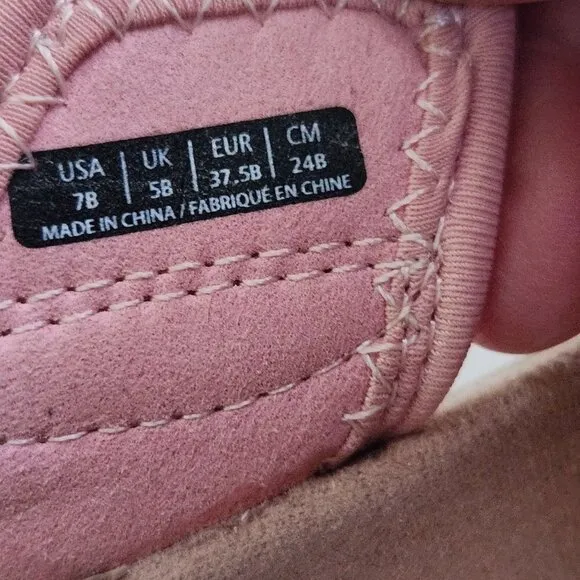 USA | UK | EUR | CM
7B | 5B | 37.5B | 24B
MADE IN CHINA / FABRIQUÉ EN CHINE